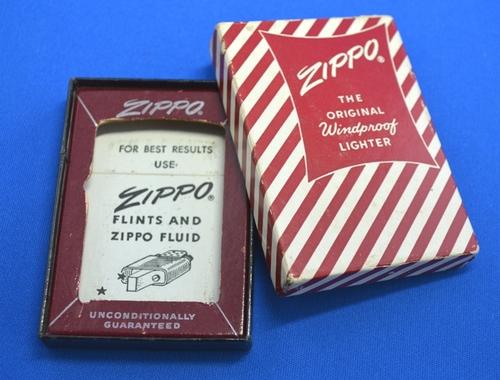 ZIPPO®
FOR BEST RESULTS
USE
ZIPPO®
FLINTS AND
ZIPPO FLUID
UNCONDITIONALLY
GUARANTEED
ZIPPO®
THE
ORIGINAL
Windproof
LIGHTER